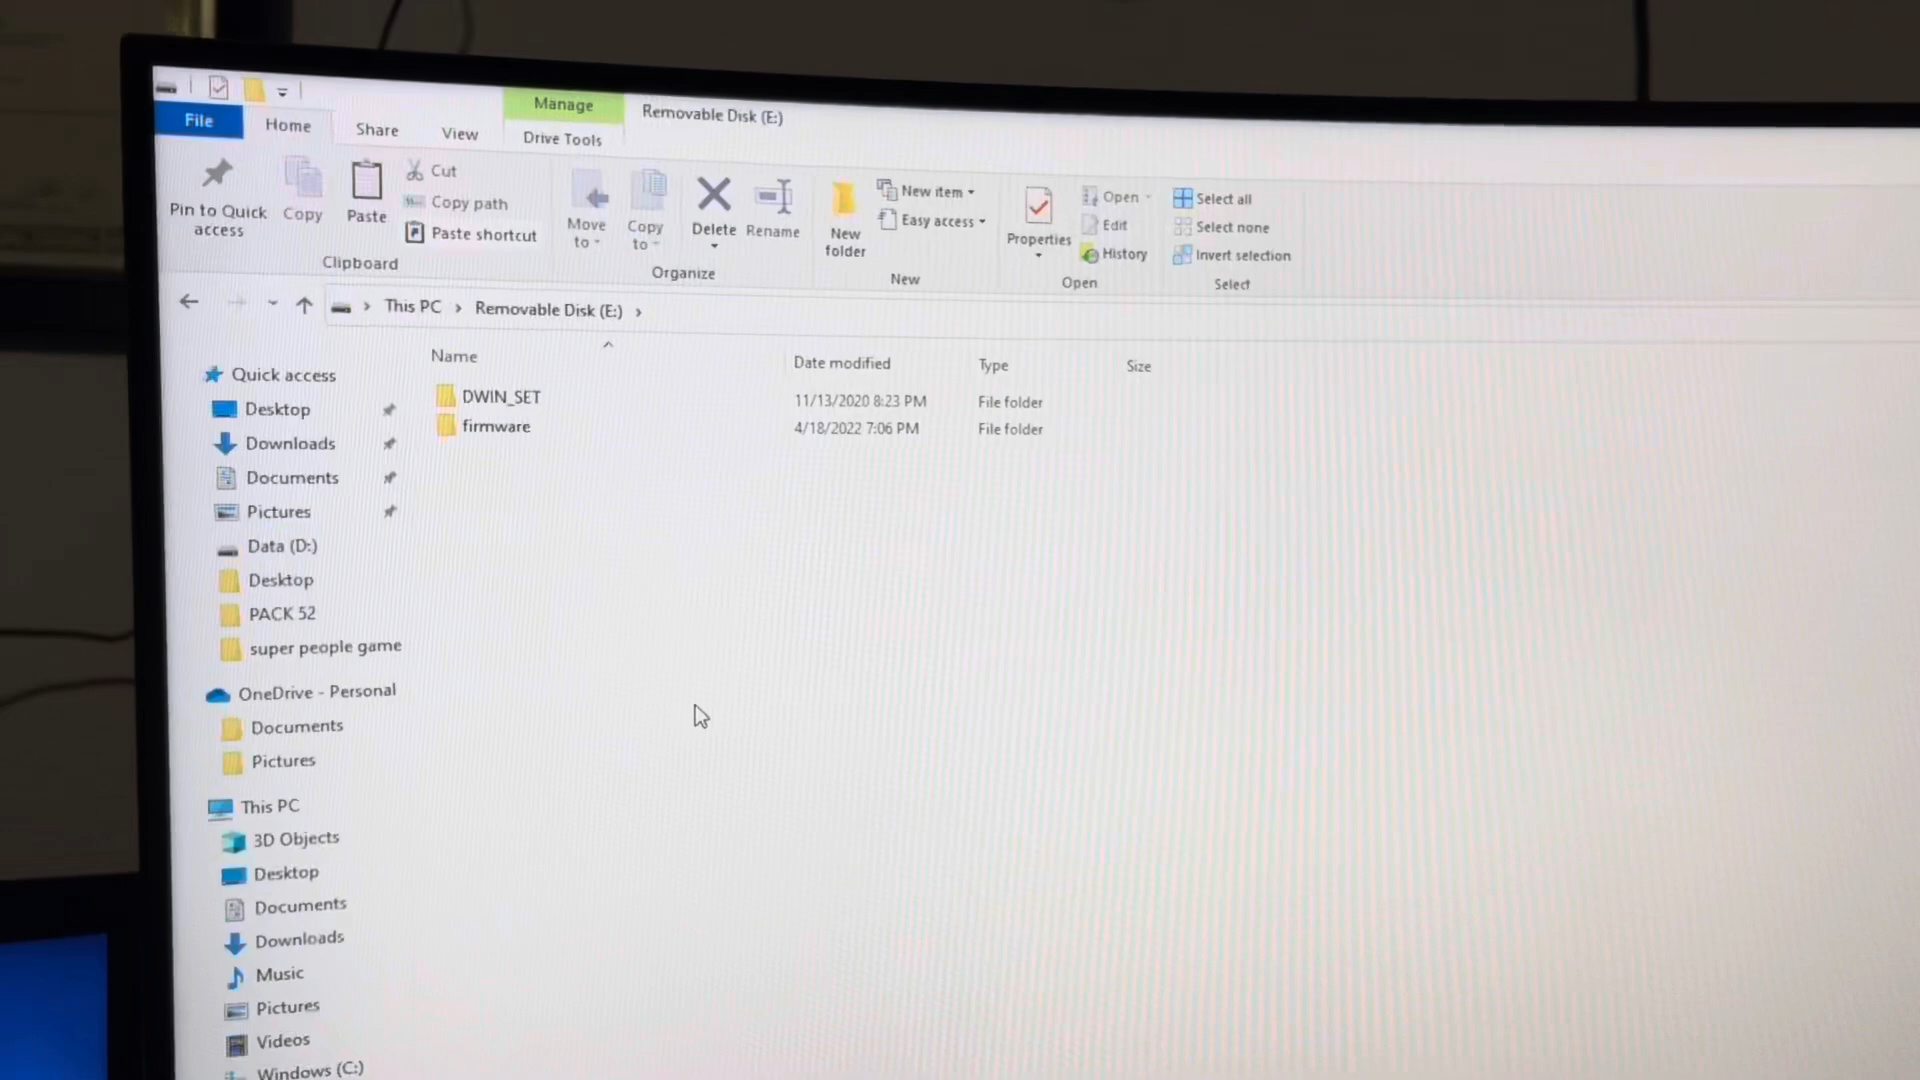 Manage
Removable Disk (E:)
File
Home
Share
View
Drive Tools
Pin to Quick access
Copy
Paste
Cut
Copy path
Paste shortcut
Clipboard
Move to
Copy to
Delete
Rename
Organize
New folder
New item
Easy access
New
Properties
Open
Edit
History
Open
Select all
Select none
Invert selection
Select
This PC > Removable Disk (E:) >
Name
Date modified
Type
Size
DWIN_SET
11/13/2020 8:23 PM
File folder
firmware
4/18/2022 7:06 PM
File folder
Quick access
Desktop
Downloads
Documents
Pictures
Data (D:)
Desktop
PACK 52
super people game
OneDrive - Personal
Documents
Pictures
This PC
3D Objects
Desktop
Documents
Downloads
Music
Pictures
Videos
Windows (C:)